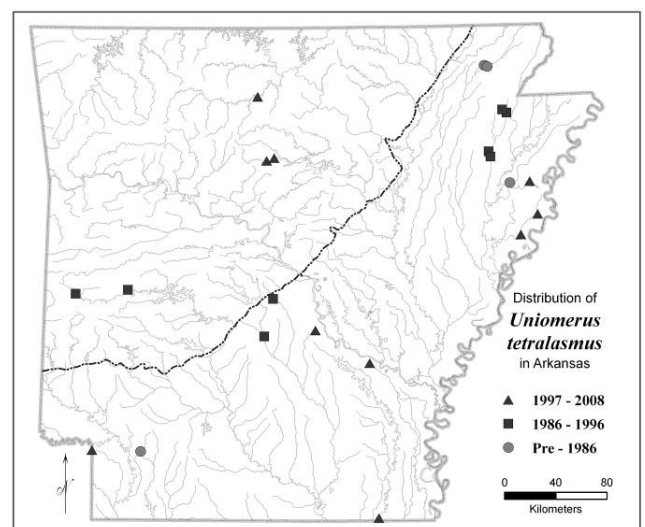 Distribution of
Uniomerus
tetralasmus
in Arkansas
1997 - 2008
1986 - 1996
Pre - 1986
N
0 40 80
Kilometers